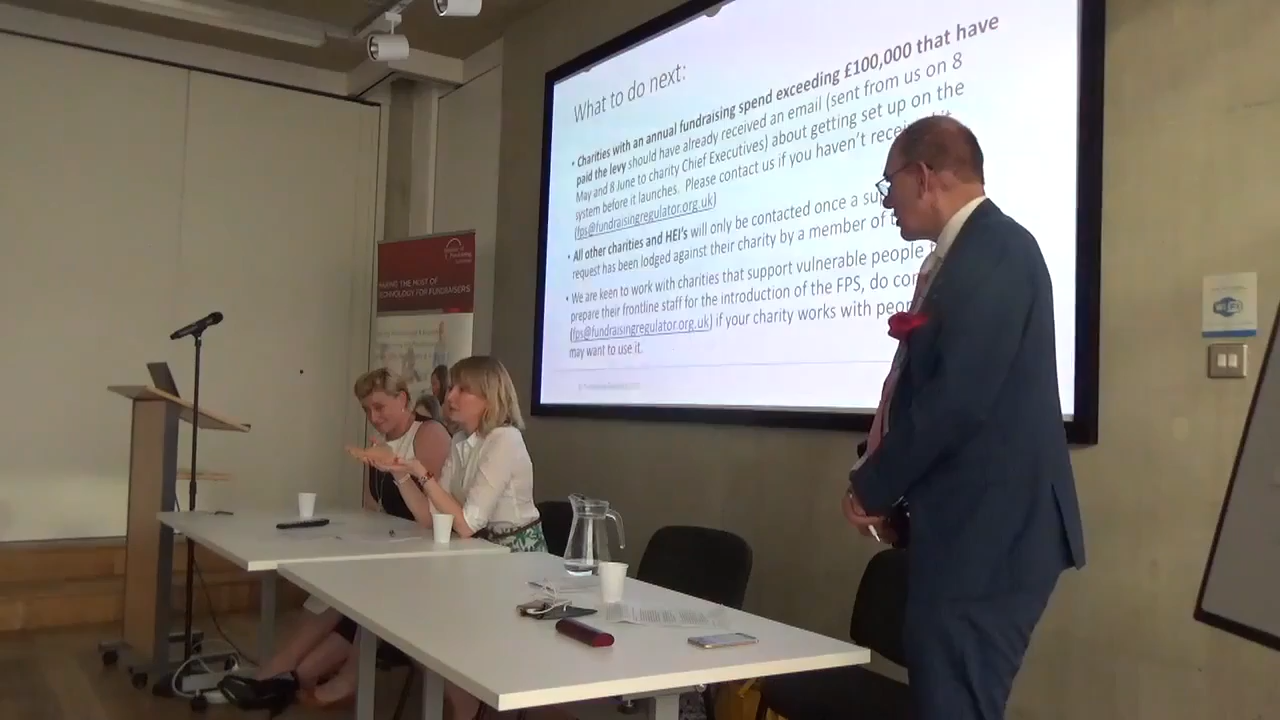 What to do next:
• Charities with an annual fundraising spend exceeding £100,000 that have
paid the levy should have already received an email (sent from us on 8
May and 8 June to charity Chief Executives) about getting set up on the
system before it launches. Please contact us if you haven't received it
(fps@fundraisingregulator.org.uk)
• All other charities and HEI's will only be contacted once a
request has been lodged against their charity by a member of
• We are keen to work with charities that support vulnerable people
prepare their frontline staff for the introduction of the FPS, do
(fps@fundraisingregulator.org.uk) if your charity works with
may want to use it.
MAKING THE MOST OF
TECHNOLOGY FOR FUNDRAISERS